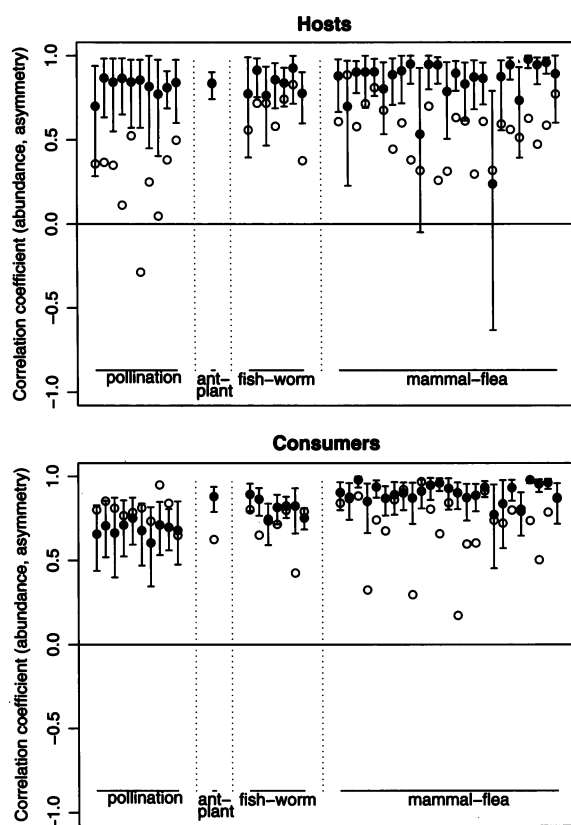 Hosts
Correlation coefficient (abundance, asymmetry)
1.0
0.5
0.0
−0.5
−1.0
pollination
ant−
plant
fish−worm
mammal−flea
Consumers
Correlation coefficient (abundance, asymmetry)
1.0
0.5
0.0
−0.5
−1.0
pollination
ant−
plant
fish−worm
mammal−flea